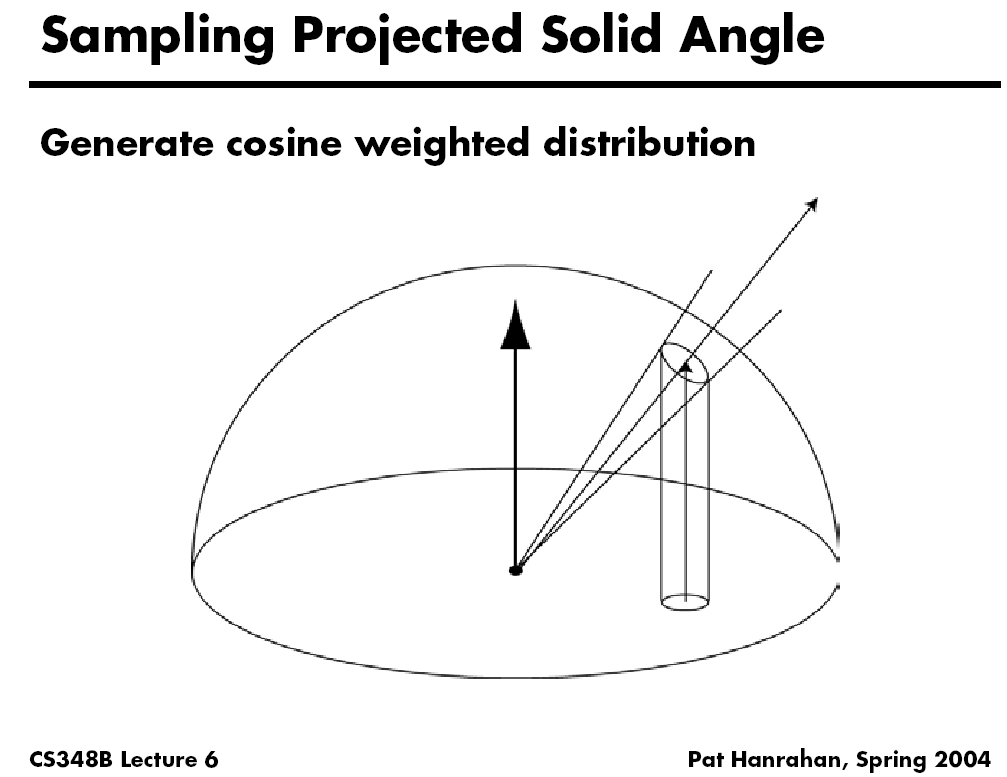 Sampling Projected Solid Angle
Generate cosine weighted distribution
CS348B Lecture 6
Pat Hanrahan, Spring 2004